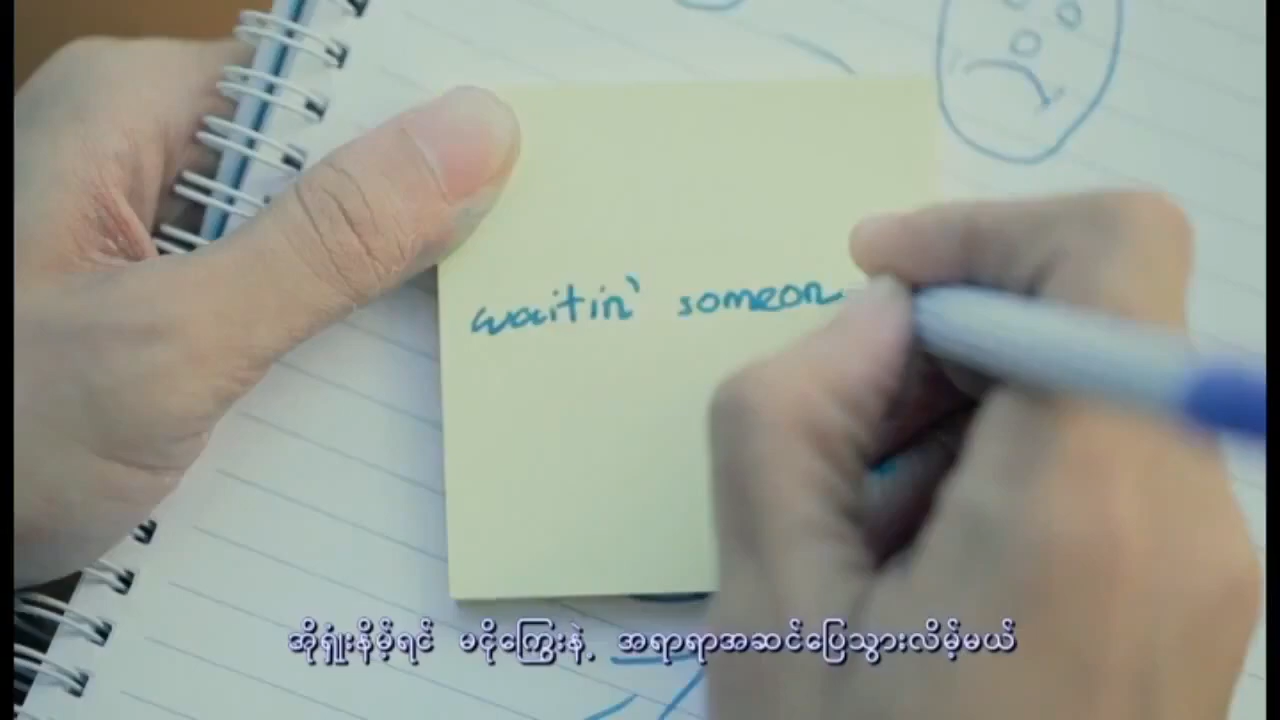 waitin' someon
အိုရှုံးနိမ့်ရင် မငိုကြွေးနဲ့ အရာရာအဆင်ပြေသွားလိမ့်မယ်